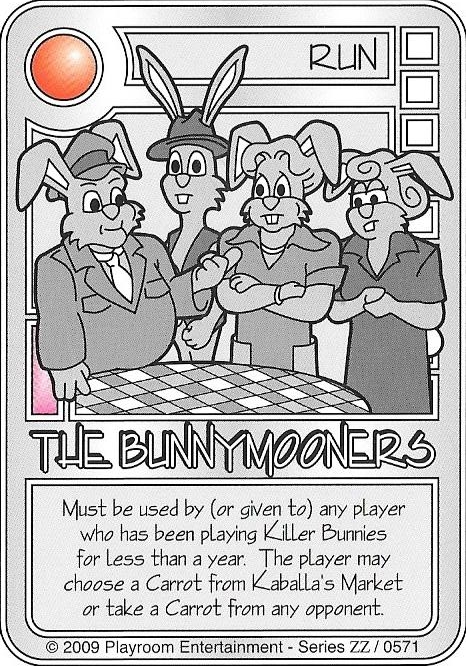 RUN
THE BUNNYMOONERS
Must be used by (or given to) any player
who has been playing Killer Bunnies
for less than a year. The player may
choose a Carrot from Kaballa's Market
or take a Carrot from any opponent.
© 2009 Playroom Entertainment - Series ZZ / 0571